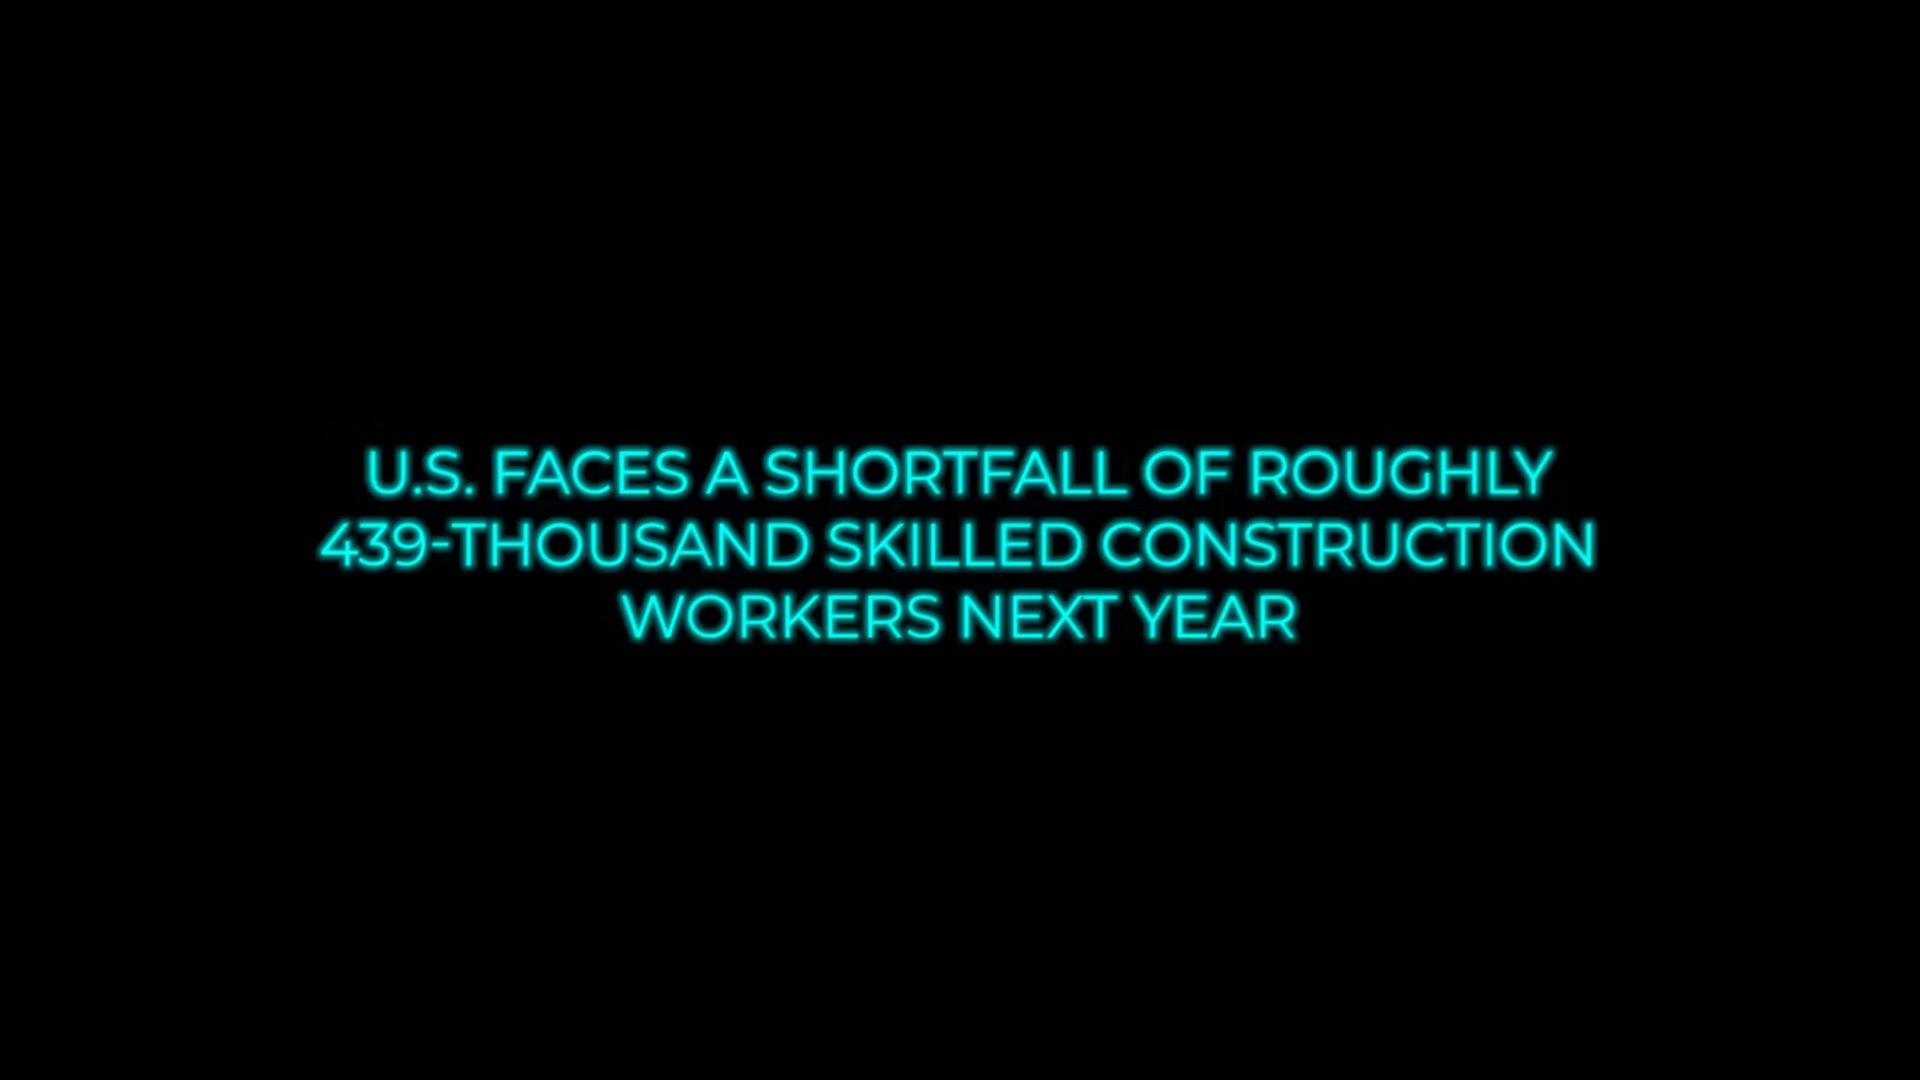 U.S. FACES A SHORTFALL OF ROUGHLY
439-THOUSAND SKILLED CONSTRUCTION
WORKERS NEXT YEAR